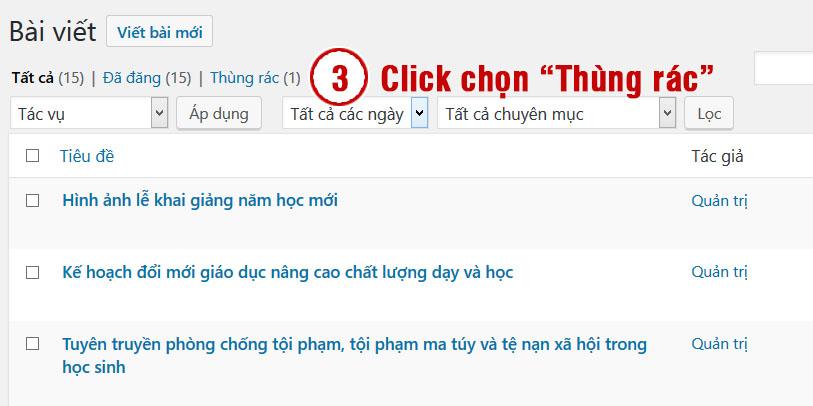 Bài viết Viết bài mới
Tất cả (15) | Đã đăng (15) | Thùng rác (1) 3 Click chọn “Thùng rác”
Tác vụ Áp dụng Tất cả các ngày Tất cả chuyên mục Lọc
Tiêu đề Tác giả
Hình ảnh lễ khai giảng năm học mới Quản trị
Kế hoạch đổi mới giáo dục nâng cao chất lượng dạy và học Quản trị
Tuyên truyền phòng chống tội phạm, tội phạm ma túy và tệ nạn xã hội trong Quản trị
học sinh